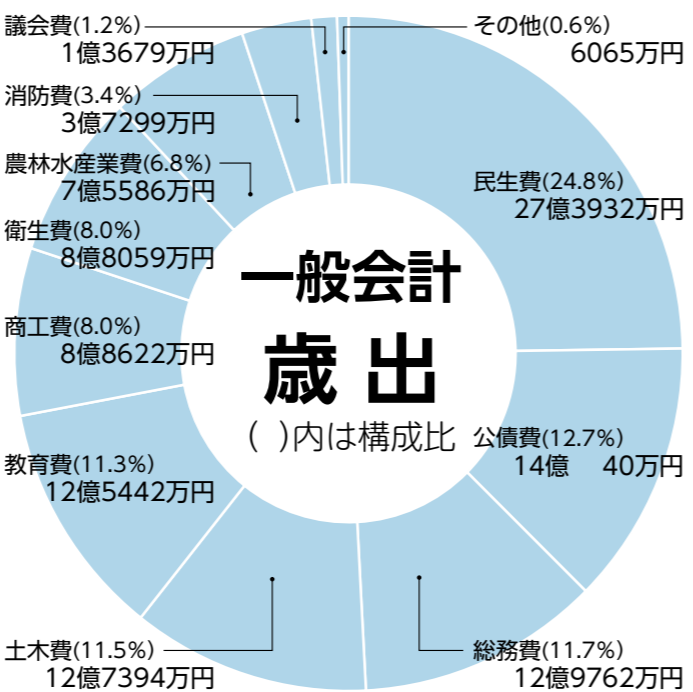 一般会計
歳出
( )内は構成比
民生費(24.8%)
27億3932万円
公債費(12.7%)
14億　40万円
総務費(11.7%)
12億9762万円
土木費(11.5%)
12億7394万円
教育費(11.3%)
12億5442万円
商工費(8.0%)
8億8622万円
衛生費(8.0%)
8億8059万円
農林水産業費(6.8%)
7億5586万円
消防費(3.4%)
3億7299万円
議会費(1.2%)
1億3679万円
その他(0.6%)
6065万円